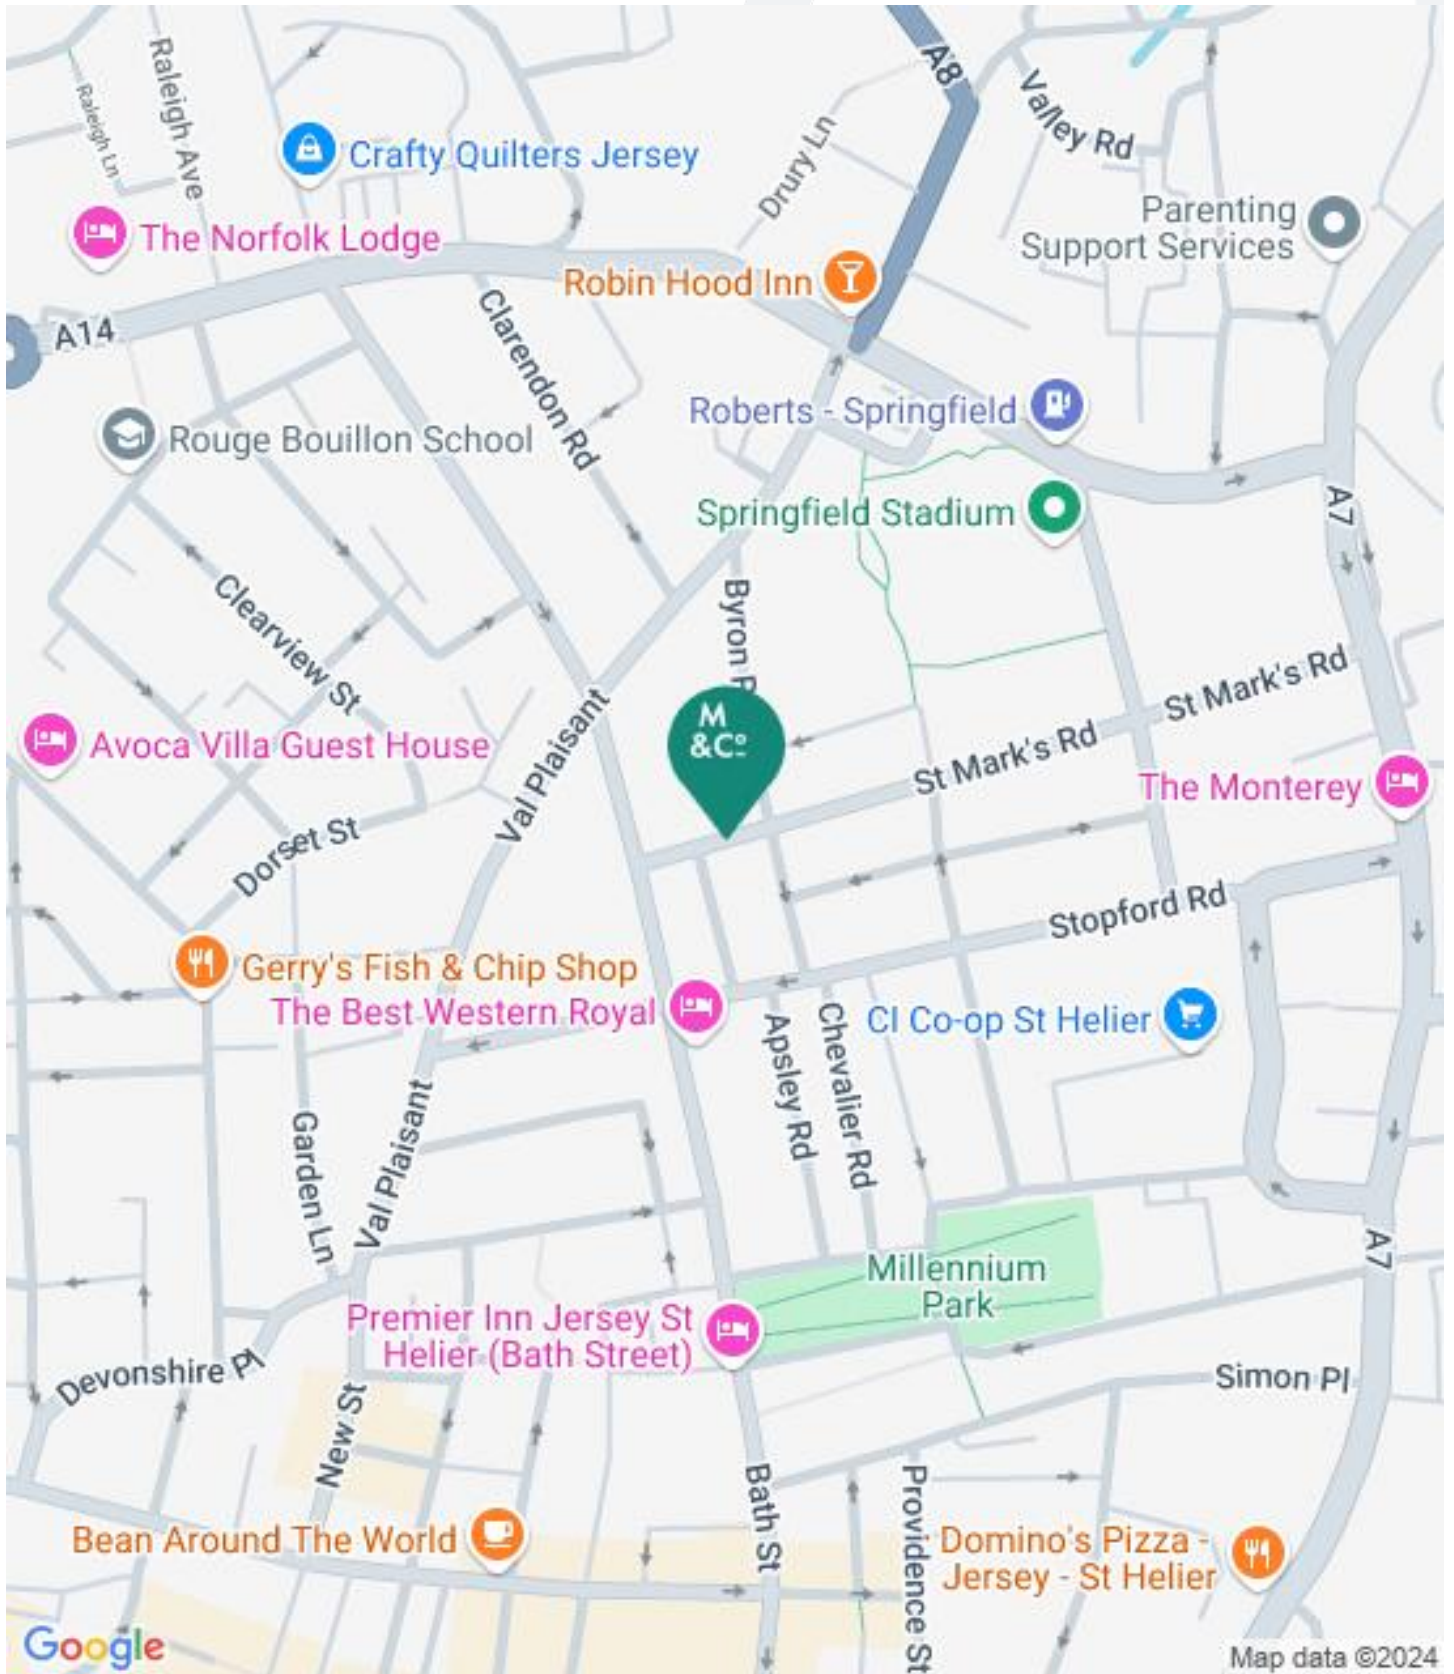 A8
Raleigh Ave
Raleigh Ln
Valley Rd
Crafty Quilters Jersey
Drury Ln
The Norfolk Lodge
Parenting
Support Services
Robin Hood Inn
A14
Clarendon Rd
Roberts - Springfield
Rouge Bouillon School
Springfield Stadium
A7
Clearview St
Byron
St Mark's Rd
M
&Cº
Avoca Villa Guest House
Val Plaisant
St Mark's Rd
The Monterey
Dorset St
Stopford Rd
Gerry's Fish & Chip Shop
The Best Western Royal
CI Co-op St Helier
Apsley Rd
Chevalier Rd
Garden Ln
Val Plaisant
A7
Millennium
Park
Premier Inn Jersey St
Helier (Bath Street)
Devonshire Pl
Simon Pl
New St
Bath St
Providence St
Bean Around The World
Domino's Pizza -
Jersey - St Helier
Google
Map data ©2024